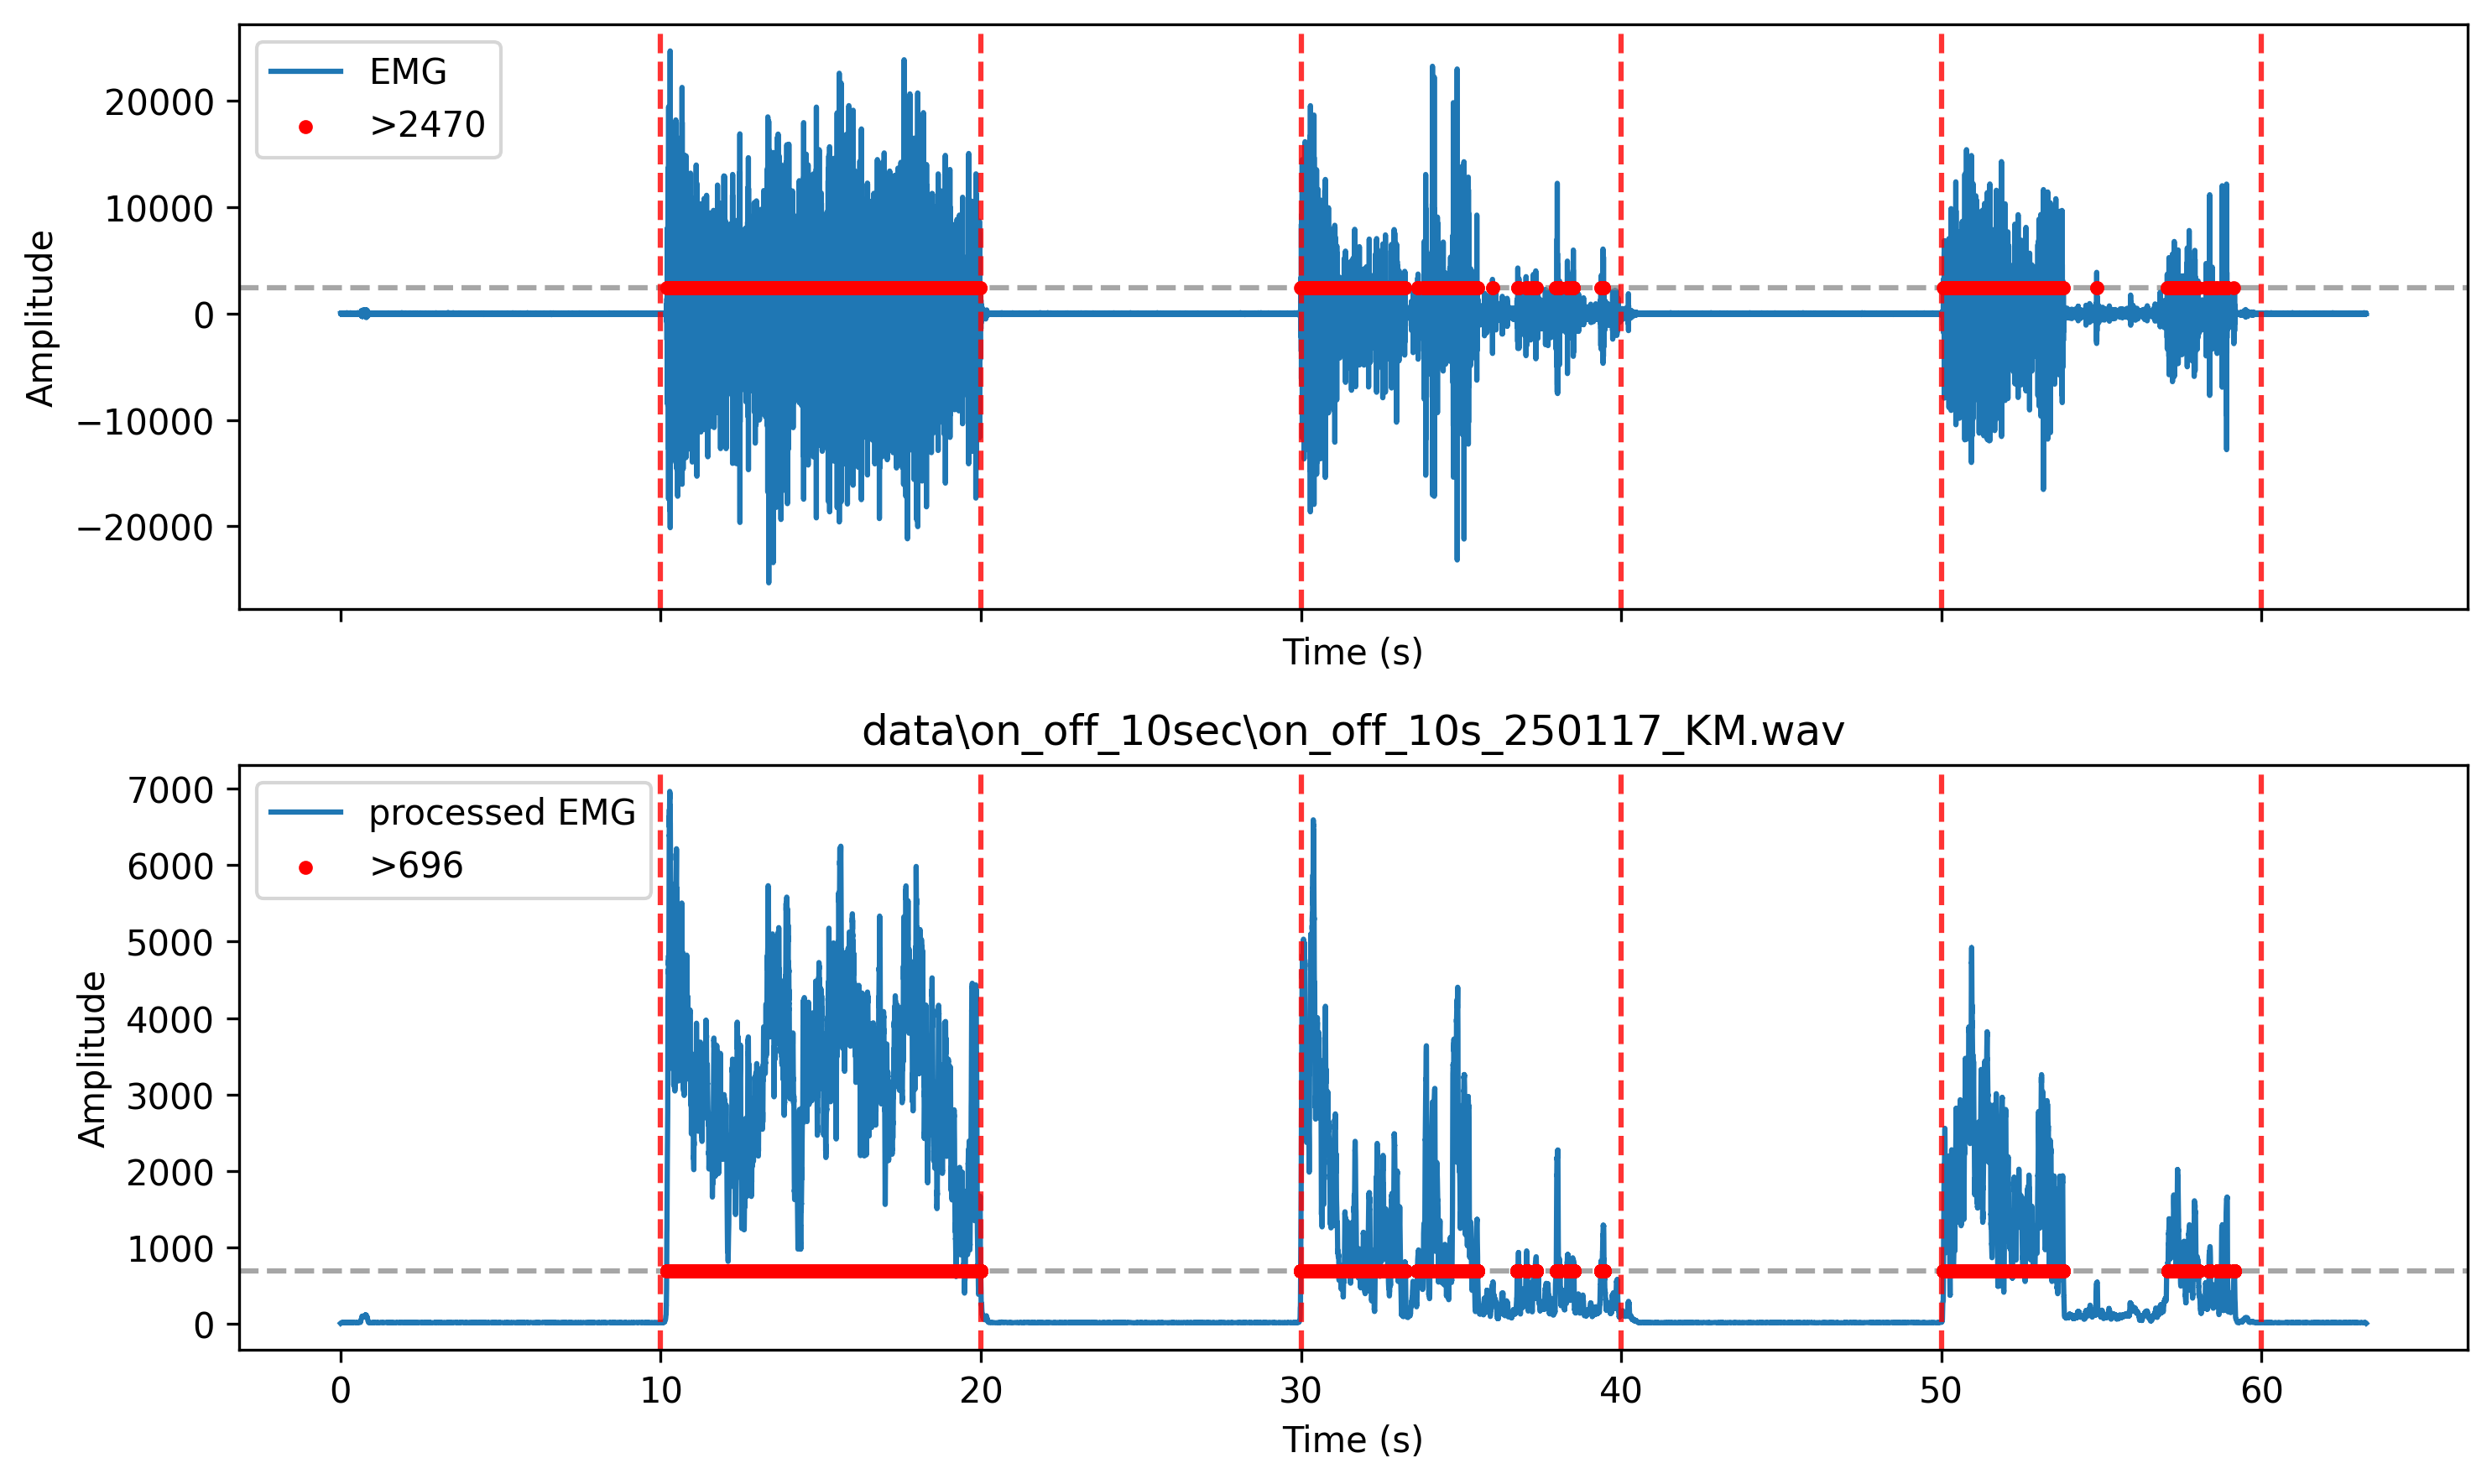 EMG
>2470
20000
10000
0
−10000
−20000
Amplitude
Time (s)
data\on_off_10sec\on_off_10s_250117_KM.wav
processed EMG
>696
7000
6000
5000
4000
3000
2000
1000
0
Amplitude
0 10 20 30 40 50 60
Time (s)